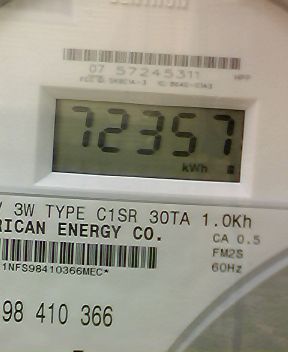 07 57245311 HPP
72357
kWh
V 3W TYPE C1SR 30TA 1.0Kh
RICAN ENERGY CO. CA 0.5
FM2S
1NFS98410366MEC* 60Hz
98 410 366